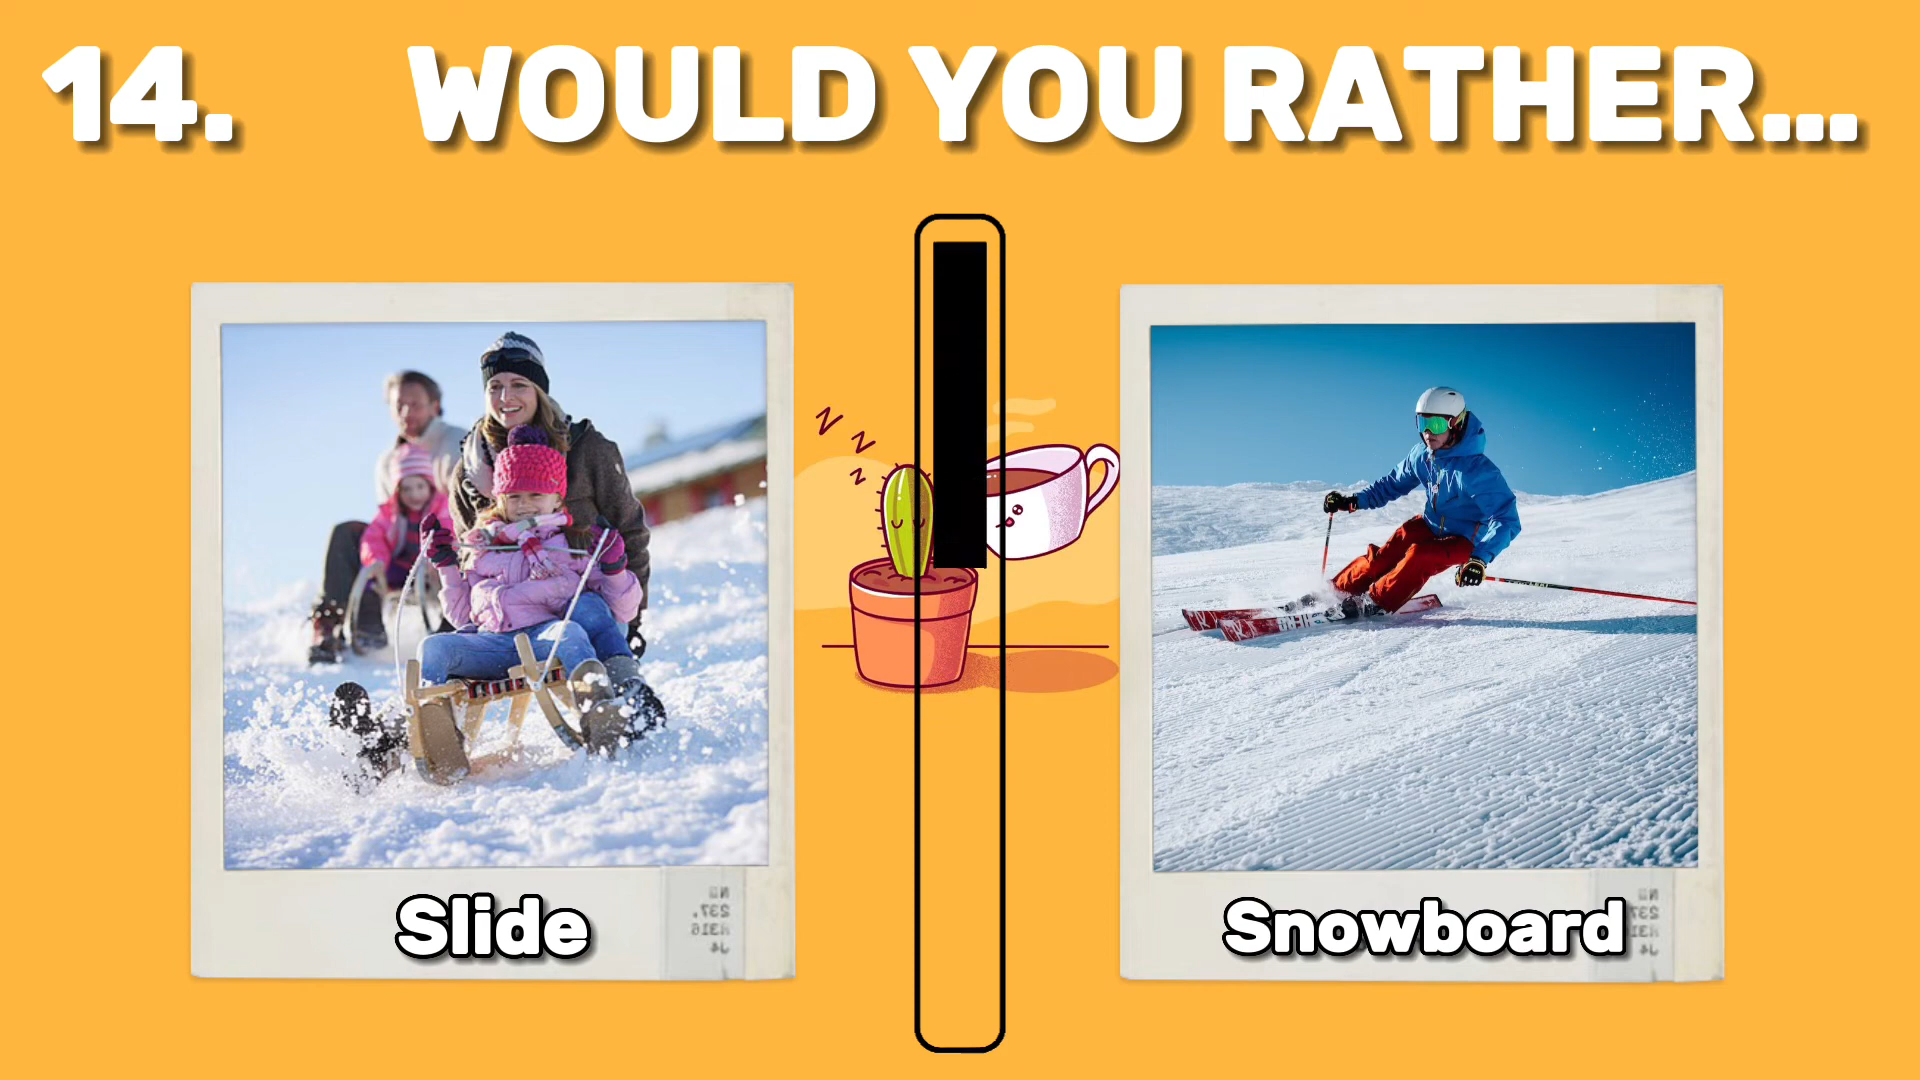 14. WOULD YOU RATHER...
Z
Z
Z
Slide
Snowboard